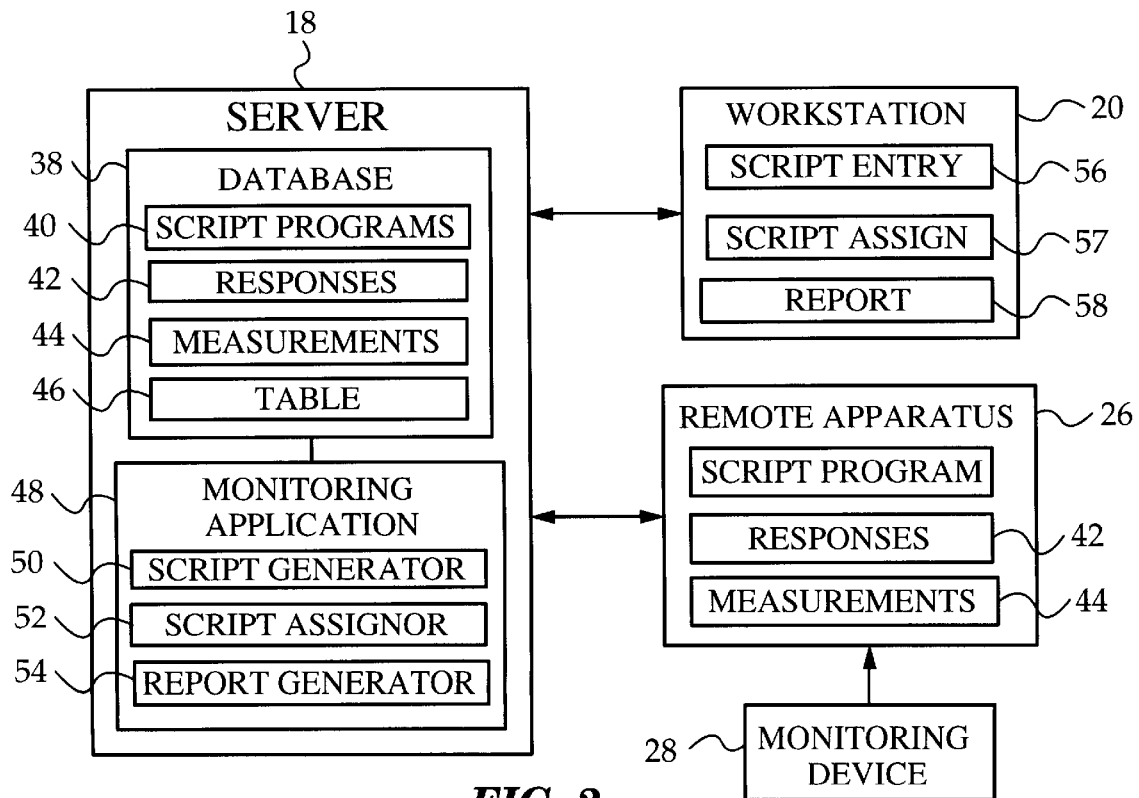 18
SERVER
38
DATABASE
40
SCRIPT PROGRAMS
42
RESPONSES
44
MEASUREMENTS
46
TABLE
48
MONITORING
APPLICATION
50
SCRIPT GENERATOR
52
SCRIPT ASSIGNOR
54
REPORT GENERATOR
WORKSTATION
20
SCRIPT ENTRY
56
SCRIPT ASSIGN
57
REPORT
58
REMOTE APPARATUS
26
SCRIPT PROGRAM
RESPONSES
42
MEASUREMENTS
44
28
MONITORING
DEVICE